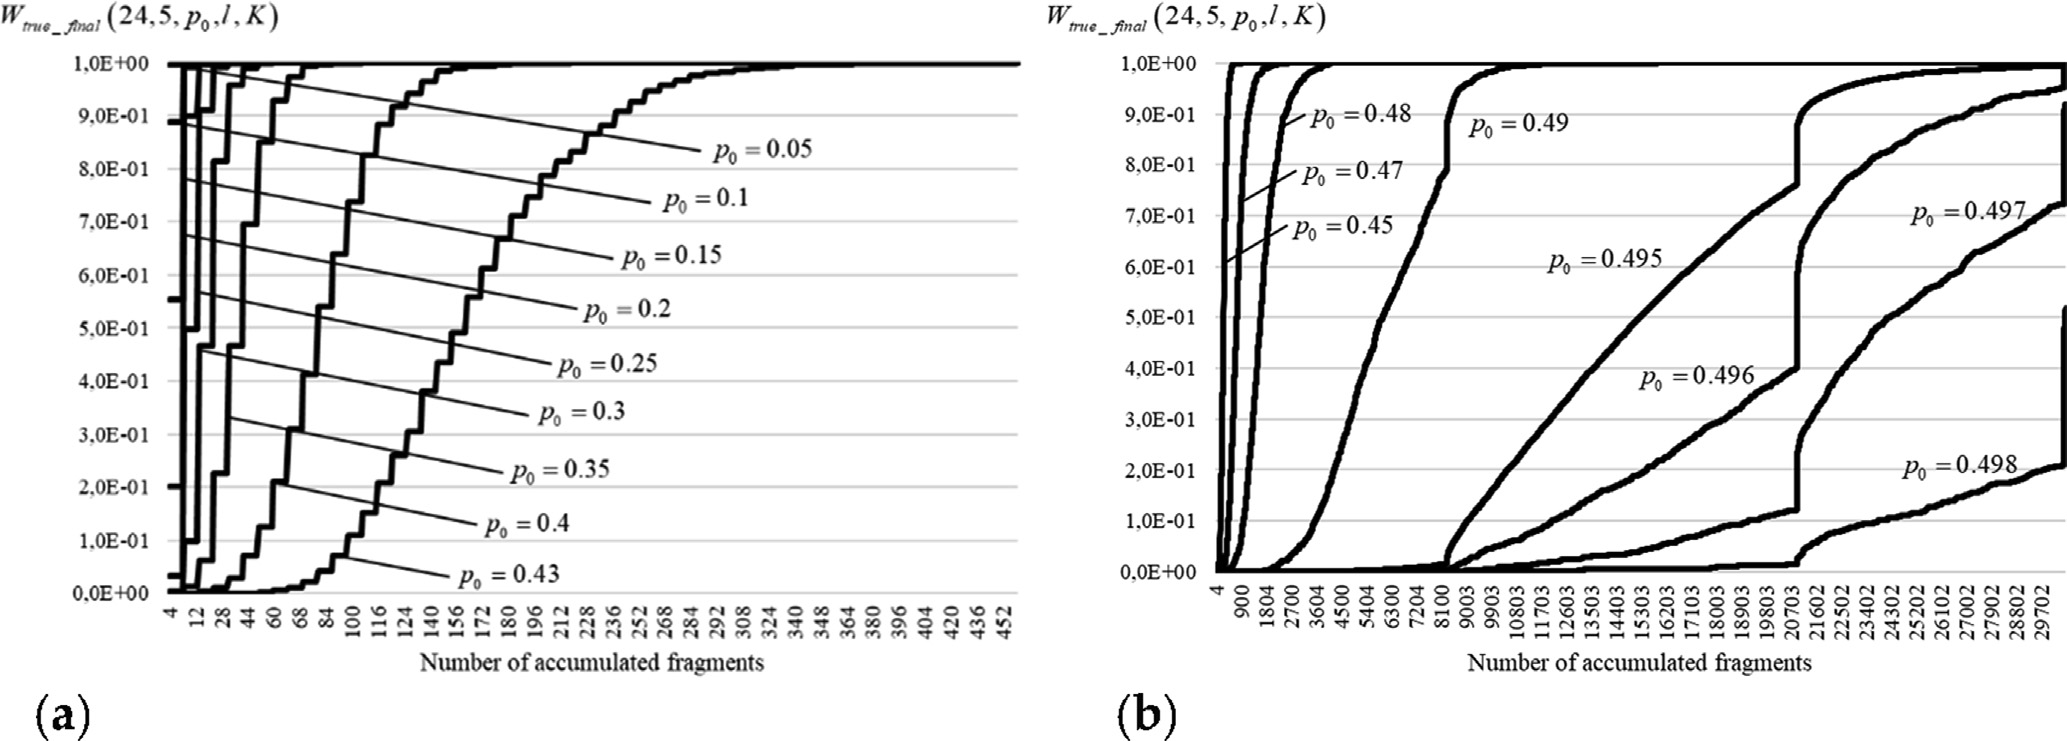 W_true_final (24,5, p₀, l, K)
1,0E+00
9,0E-01
8,0E-01
7,0E-01
6,0E-01
5,0E-01
4,0E-01
3,0E-01
2,0E-01
1,0E-01
0,0E+00
p₀ = 0.05
p₀ = 0.1
p₀ = 0.15
p₀ = 0.2
p₀ = 0.25
p₀ = 0.3
p₀ = 0.35
p₀ = 0.4
p₀ = 0.43
4 12 28 44 60 68 84 100 116 124 140 156 172 180 196 212 228 236 252 268 284 292 308 324 340 348 364 380 396 404 420 436 452
Number of accumulated fragments
(a)
W_true_final (24,5, p₀, l, K)
1,0E+00
9,0E-01
8,0E-01
7,0E-01
6,0E-01
5,0E-01
4,0E-01
3,0E-01
2,0E-01
1,0E-01
0,0E+00
p₀ = 0.48
p₀ = 0.49
p₀ = 0.47
p₀ = 0.45
p₀ = 0.497
p₀ = 0.495
p₀ = 0.496
p₀ = 0.498
4 900 1804 2700 3604 4500 5404 6300 7204 8100 9003 9903 10803 11703 12603 13503 14403 15303 16203 17103 18003 18903 19803 20703 21602 22502 23402 24302 25202 26102 27002 27902 28802 29702
Number of accumulated fragments
(b)